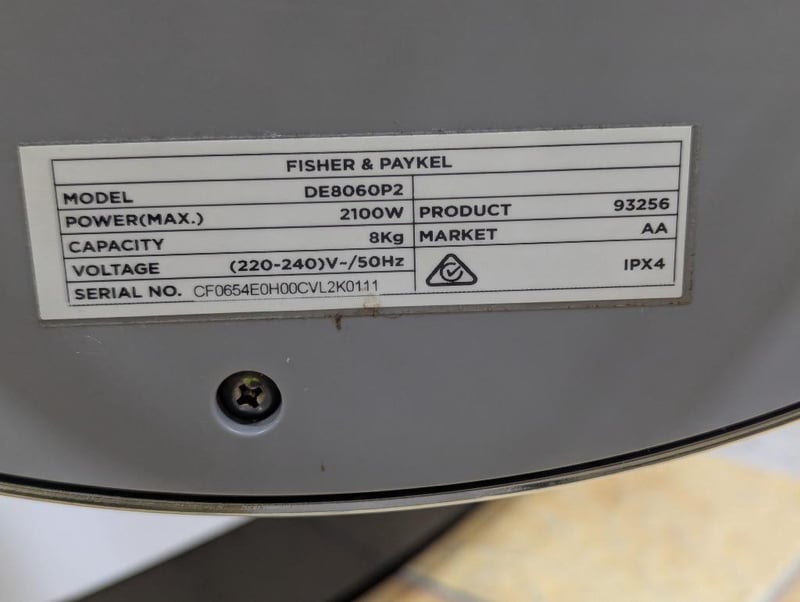 FISHER & PAYKEL
MODEL DE8060P2
POWER(MAX.) 2100W PRODUCT 93256
CAPACITY 8Kg MARKET AA
VOLTAGE (220-240)V~/50Hz IPX4
SERIAL NO. CF0654E0H00CVL2K0111